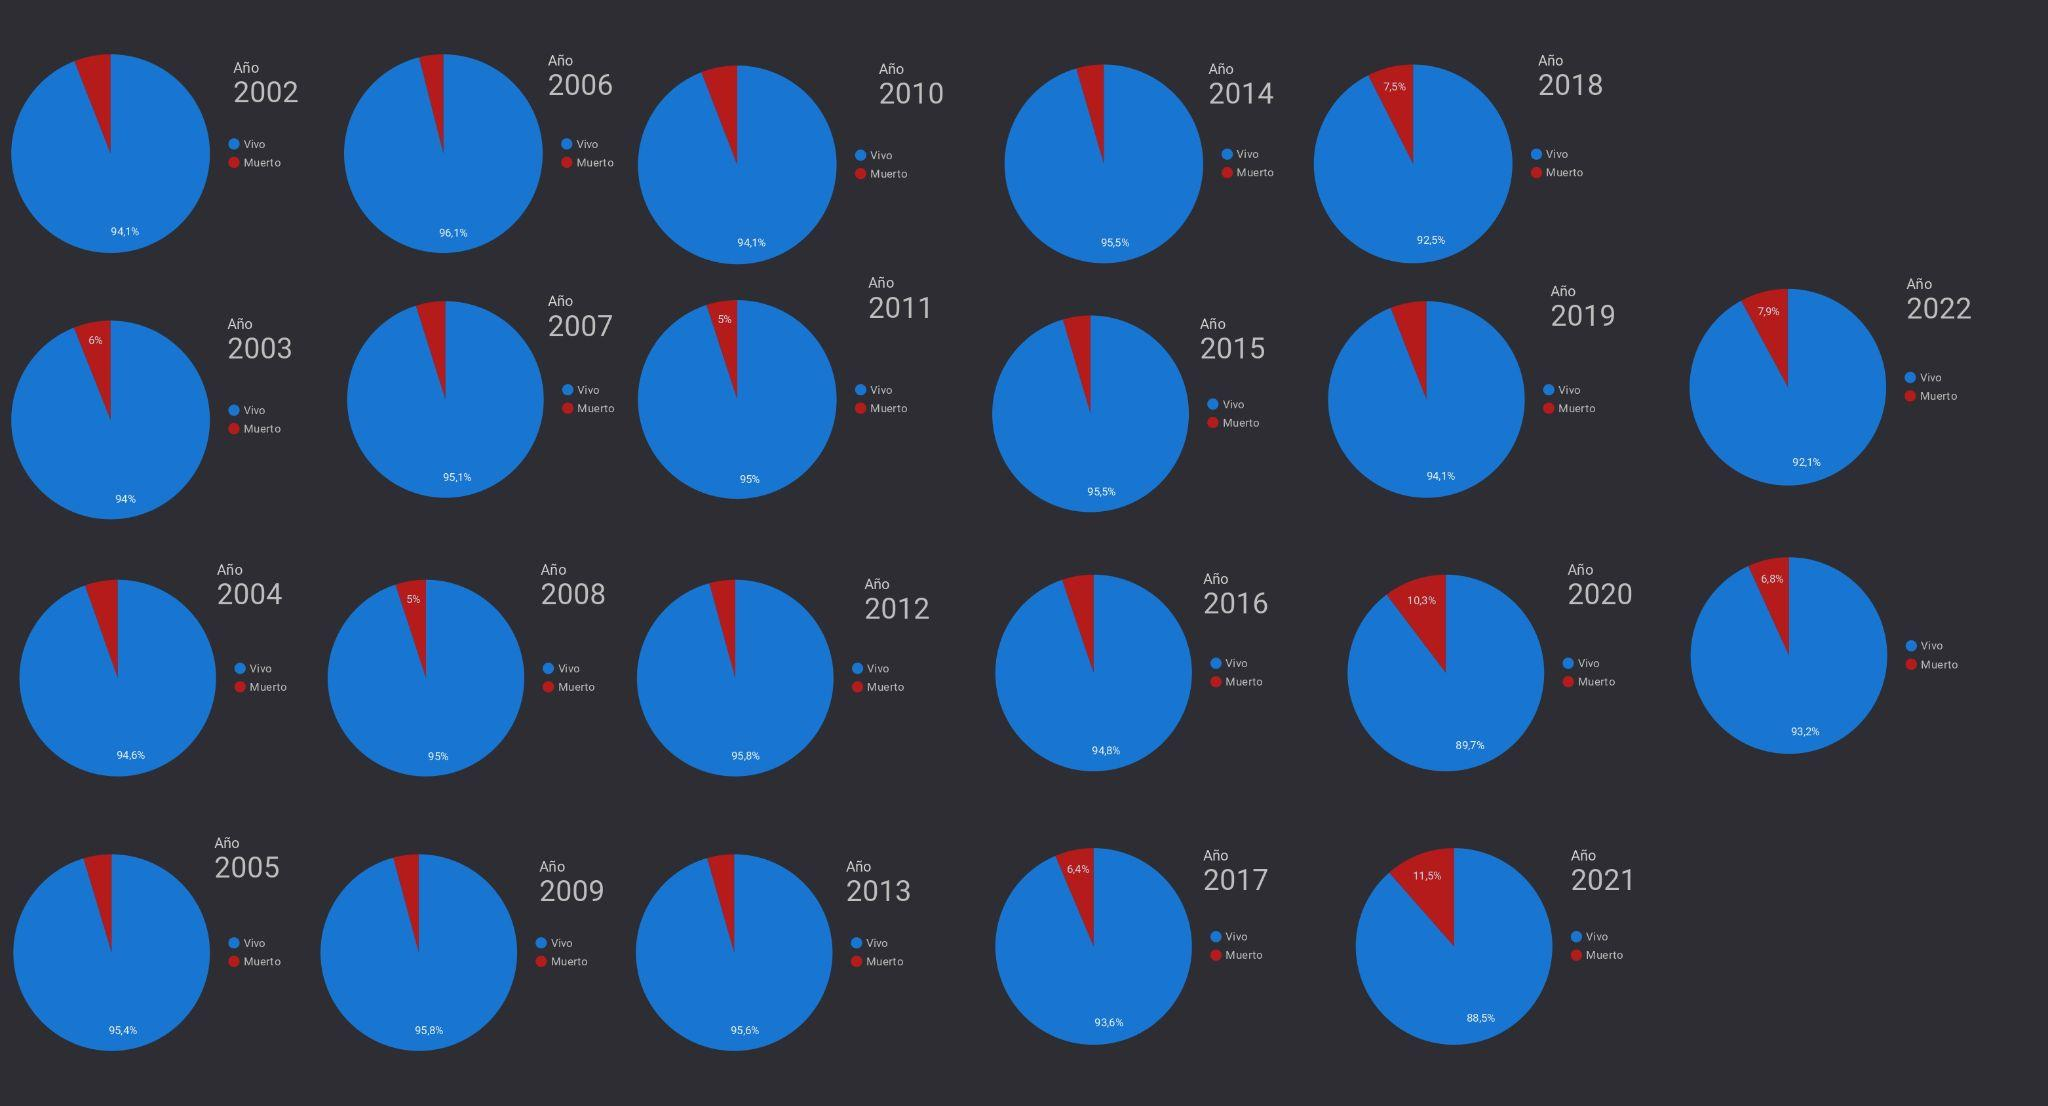 Año
2002
Vivo
Muerto
94,1%
Año
2006
Vivo
Muerto
96,1%
Año
2010
Vivo
Muerto
94,1%
Año
2014
Vivo
Muerto
95,5%
Año
2018
7,5%
Vivo
Muerto
92,5%
Año
2003
6%
Vivo
Muerto
94%
Año
2007
Vivo
Muerto
95,1%
Año
2011
5%
Vivo
Muerto
95%
Año
2015
Vivo
Muerto
95,5%
Año
2019
Vivo
Muerto
94,1%
Año
2022
7,9%
Vivo
Muerto
92,1%
Año
2004
Vivo
Muerto
94,6%
Año
2008
5%
Vivo
Muerto
95%
Año
2012
Vivo
Muerto
95,8%
Año
2016
Vivo
Muerto
94,8%
Año
2020
10,3%
Vivo
Muerto
89,7%
6,8%
Vivo
Muerto
93,2%
Año
2005
Vivo
Muerto
95,4%
Año
2009
Vivo
Muerto
95,8%
Año
2013
Vivo
Muerto
95,6%
Año
2017
6,4%
Vivo
Muerto
93,6%
Año
2021
11,5%
Vivo
Muerto
88,5%